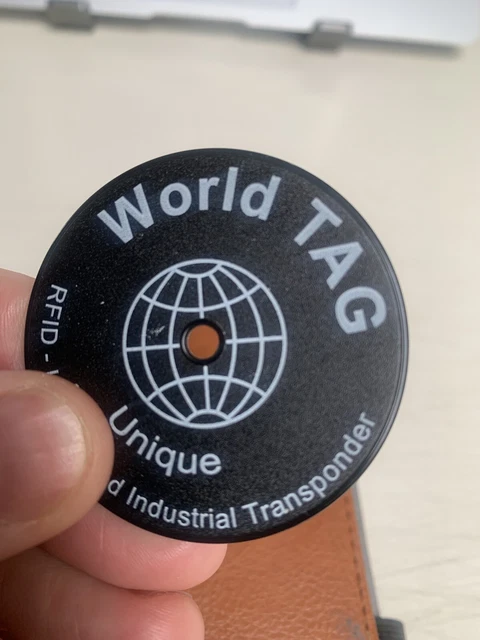 World TAG
Unique
RFID - Industrial Transponder